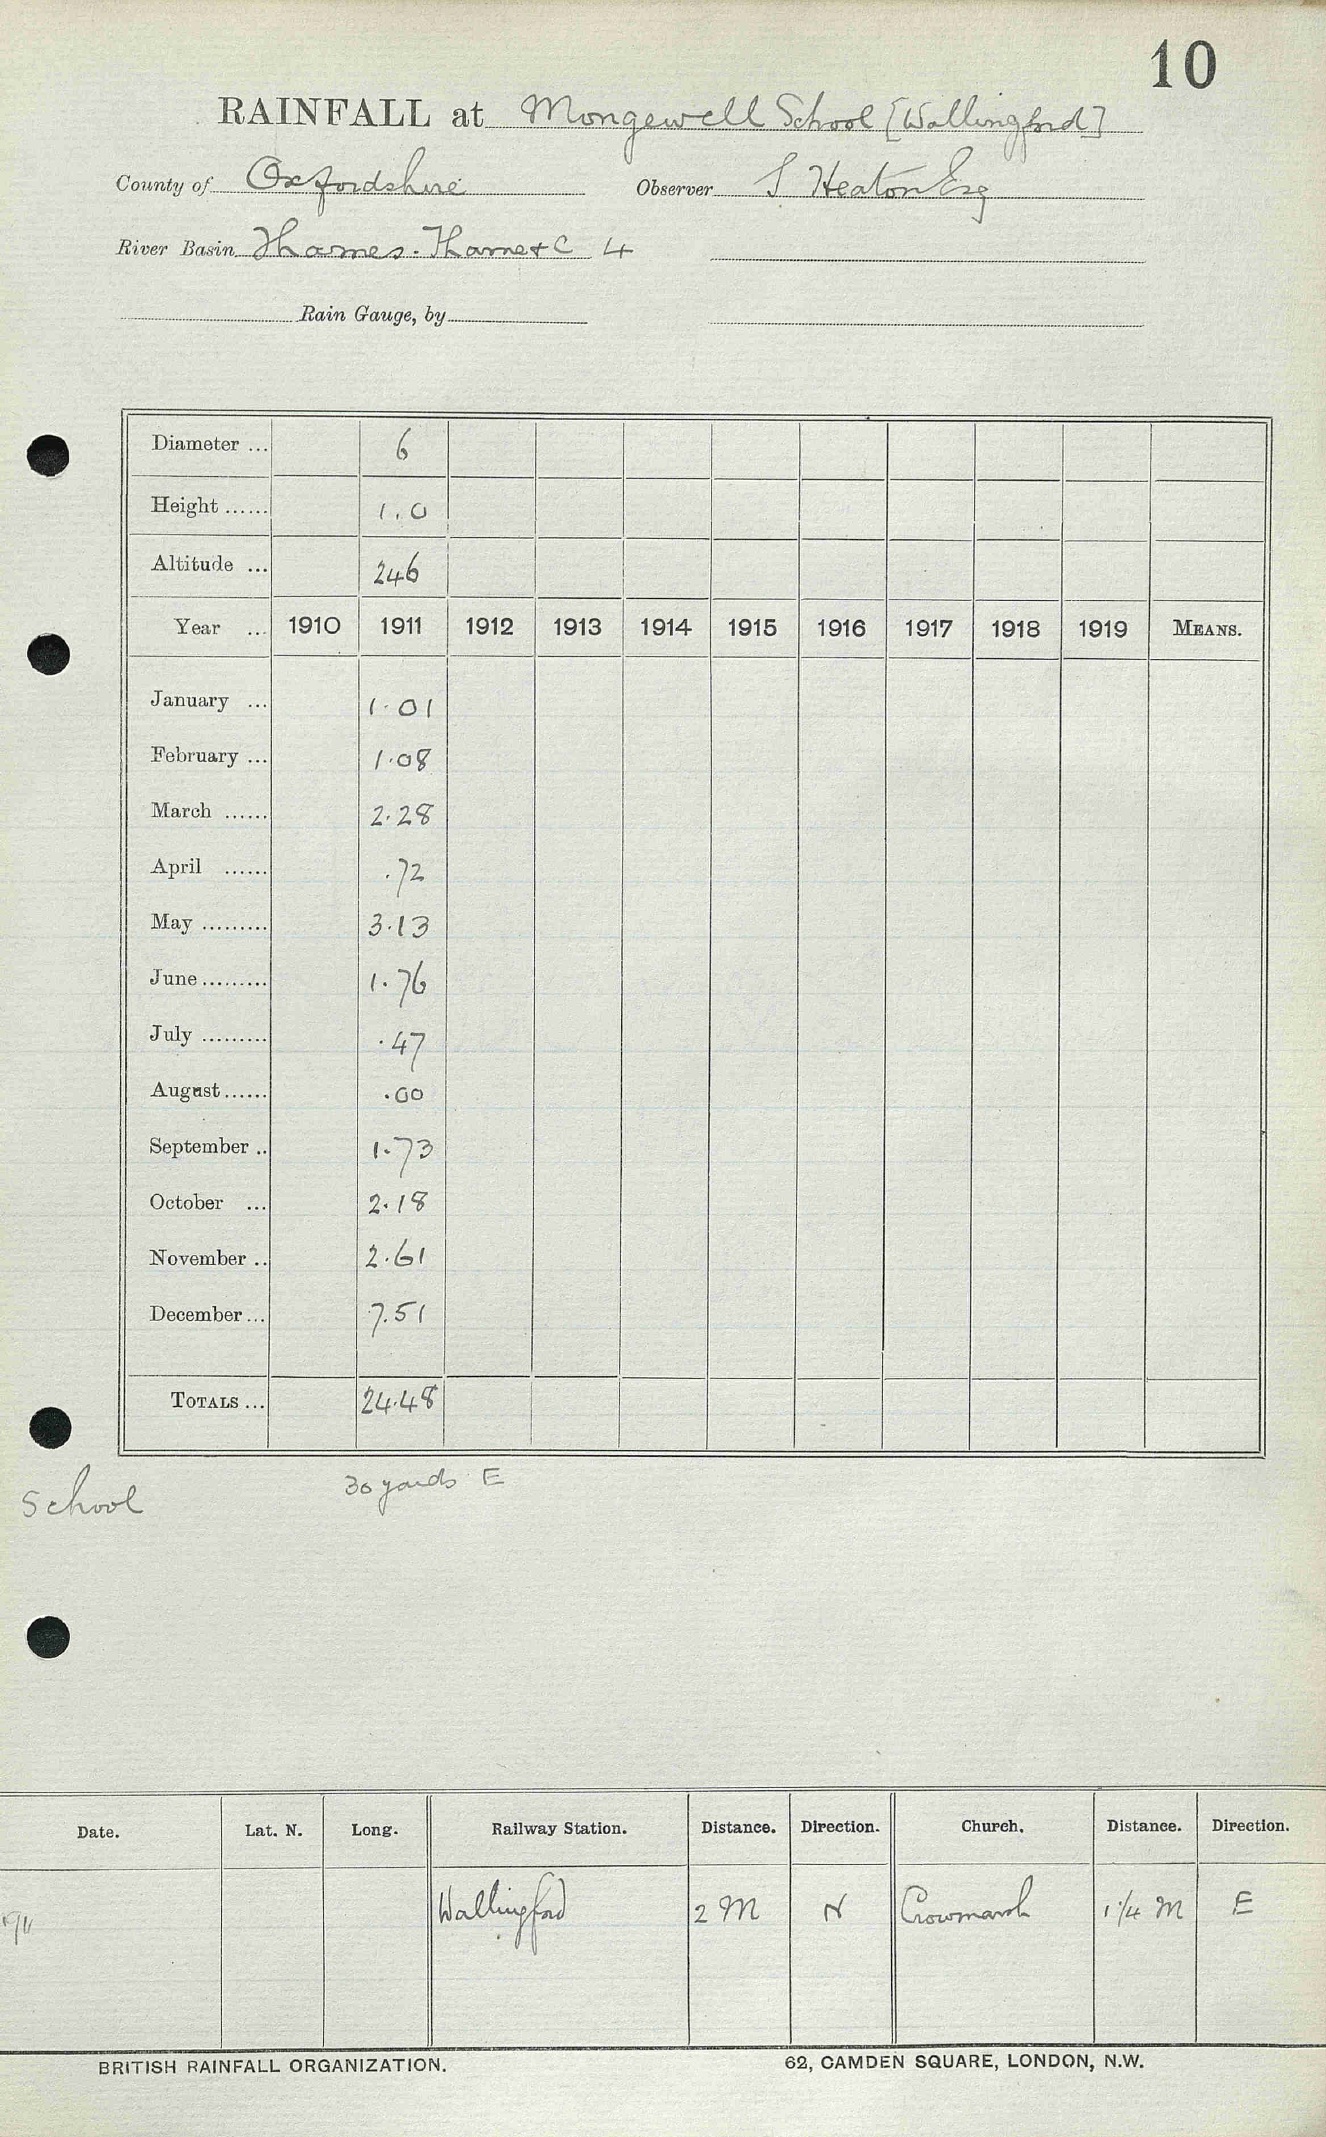 10
RAINFALL at Mongewell School [Wallingford]
County of Oxfordshire Observer S Heaton Esq
River Basin Thames. Thame & C 4
Rain Gauge, by
Diameter ... 6
Height ...... 1.0
Altitude ... 246
Year ... 1910 1911 1912 1913 1914 1915 1916 1917 1918 1919 MEANS.
January ... 1.01
February ... 1.08
March ...... 2.28
April ...... .72
May ......... 3.13
June ......... 1.76
July ......... .47
August ...... .00
September .. 1.73
October ... 2.18
November .. 2.61
December ... 7.51
TOTALS ... 24.48
School 30 yards E
Date. Lat. N. Long. Railway Station. Distance. Direction. Church. Distance. Direction.
1911 Wallingford 2 M N Crowmarsh 1 1/4 M E
BRITISH RAINFALL ORGANIZATION. 62, CAMDEN SQUARE, LONDON, N.W.